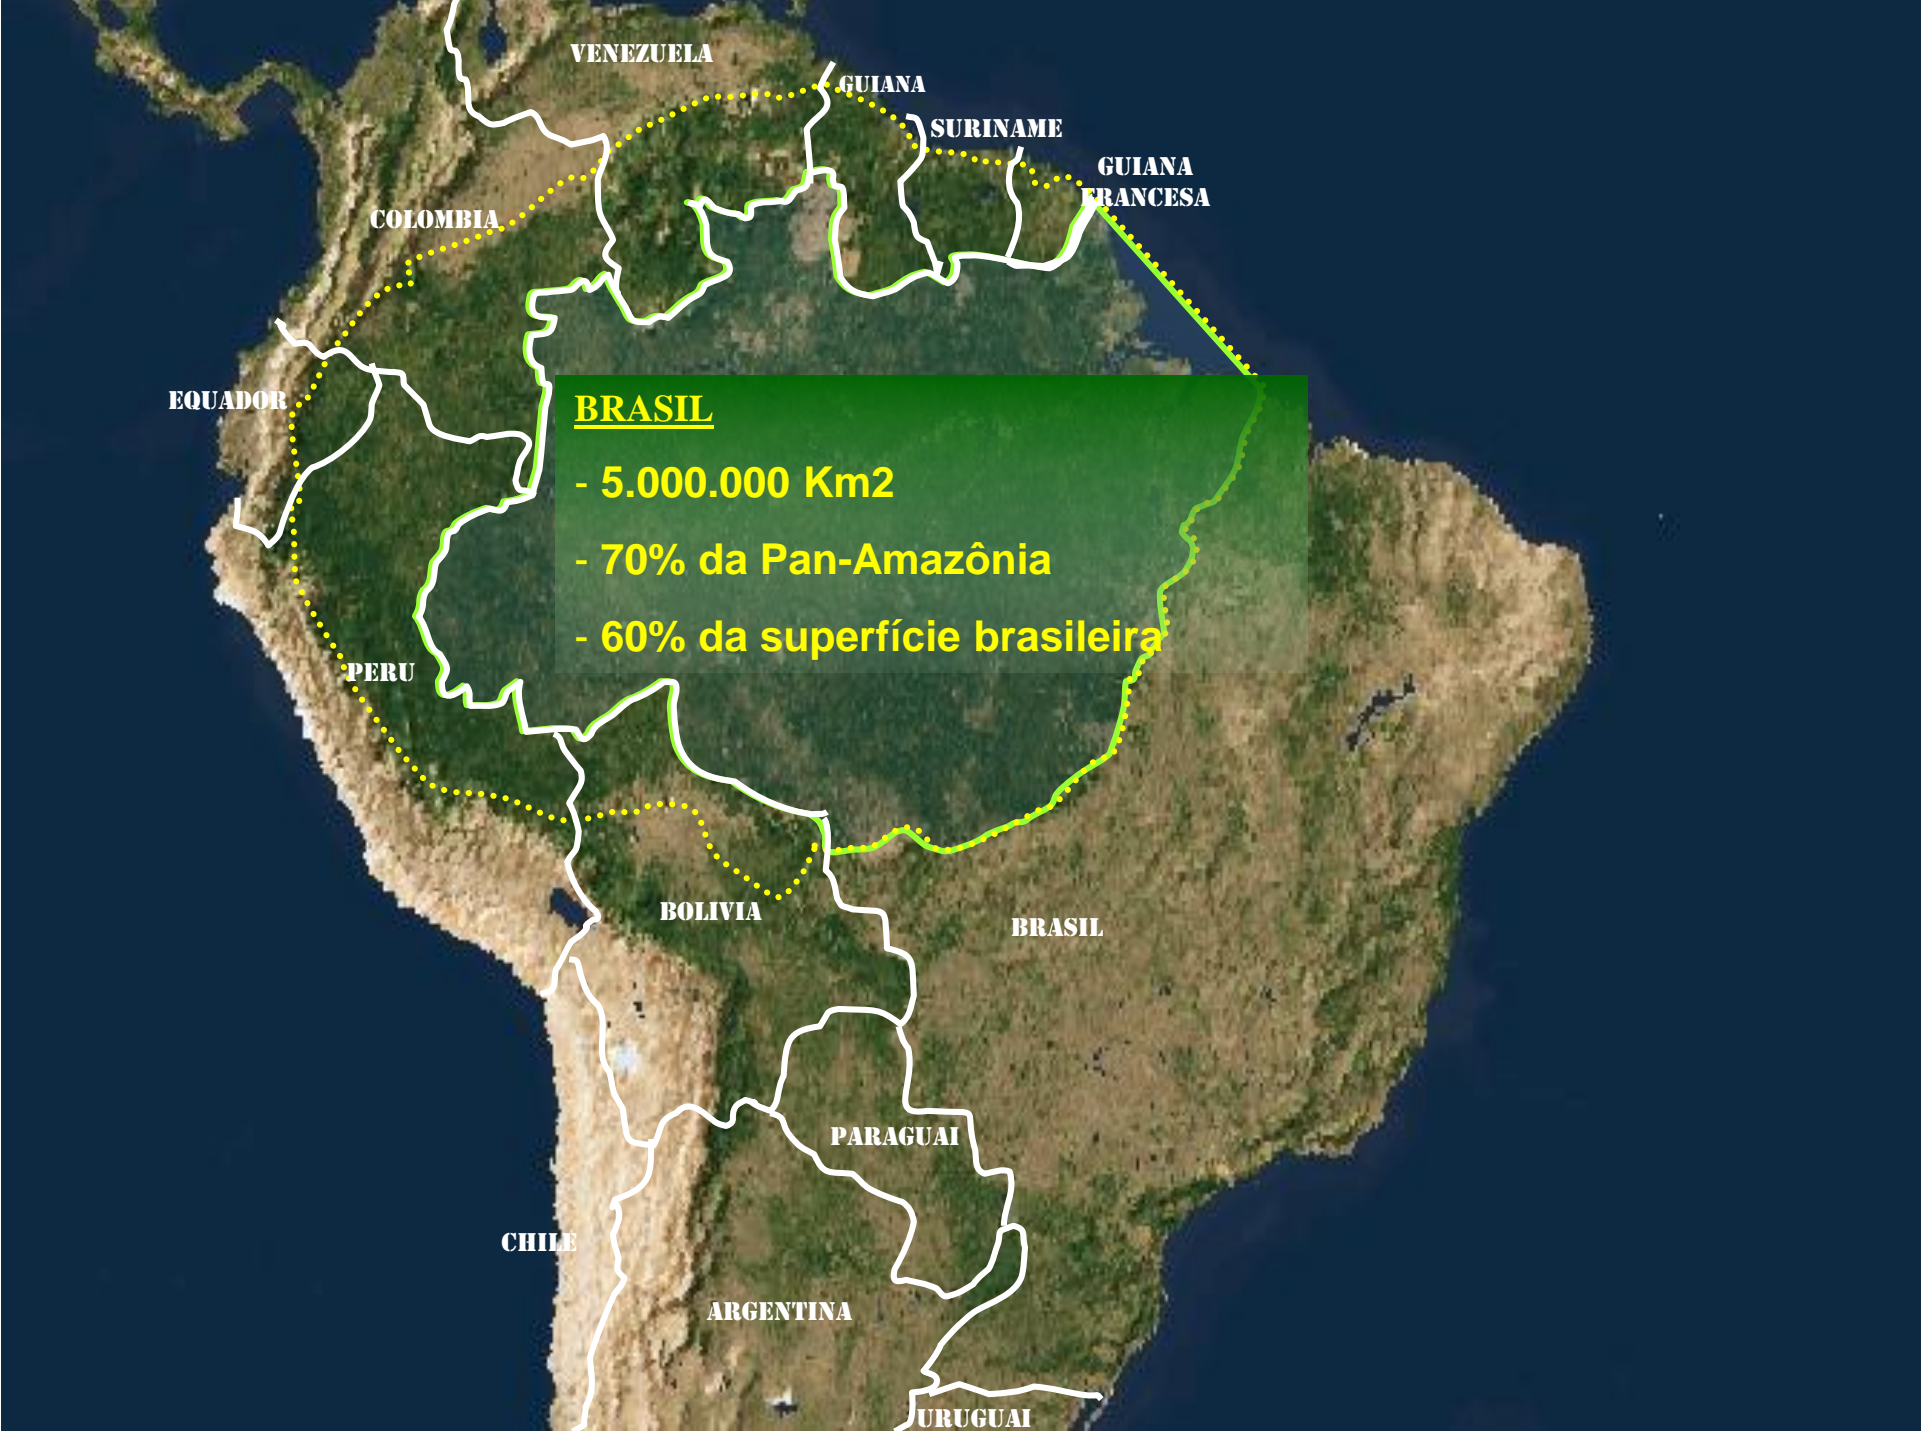 VENEZUELA
GUIANA
SURINAME
GUIANA
FRANCESA
COLOMBIA
EQUADOR
BRASIL
- 5.000.000 Km2
- 70% da Pan-Amazônia
- 60% da superfície brasileira
PERU
BOLIVIA
BRASIL
PARAGUAI
CHILE
ARGENTINA
URUGUAI